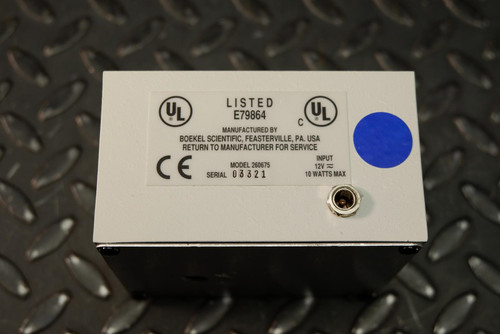 UL LISTED C UL
E79864
MANUFACTURED BY
BOEKEL SCIENTIFIC, FEASTERVILLE, PA. USA
RETURN TO MANUFACTURER FOR SERVICE
CE
MODEL 260675
SERIAL 03321
INPUT
12V ⎓
10 WATTS MAX